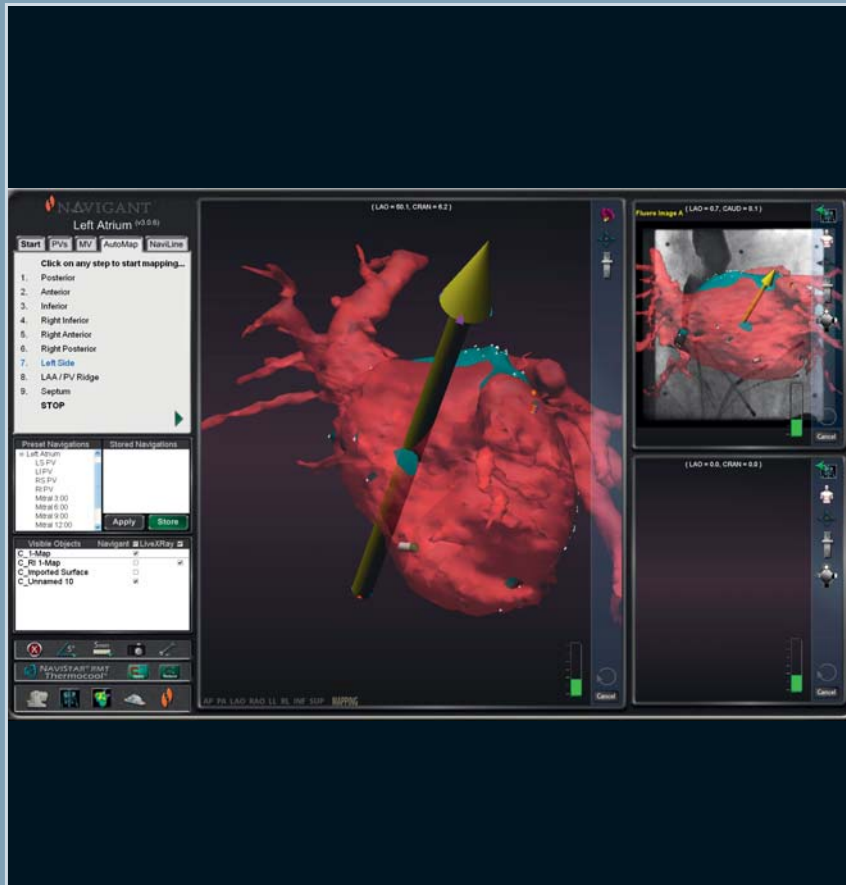 NAVIGANT
Left Atrium (v3.0.6)
Start PVs MV AutoMap NaviLine
Click on any step to start mapping...
1. Posterior
2. Anterior
3. Inferior
4. Right Inferior
5. Right Anterior
6. Right Posterior
7. Left Side
8. LAA / PV Ridge
9. Septum
STOP
Preset Navigations Stored Navigations
Left Atrium
LS PV
LI PV
RS PV
RI PV
Mitral 3:00
Mitral 6:00
Mitral 9:00
Mitral 12:00
Apply Store
Visible Objects Navigant LiveXRay
C_1-Map
C_RI 1-Map
C_Imported Surface
C_Unnamed 10
5° 5mm
NAVISTAR® RMT
THERMOCOOL®
( LAO = 50.1, CRAN = 6.2 )
AP PA LAO RAO LL RL INF SUP MAPPING
Cancel
Fluoro Image A ( LAO = 0.7, CAUD = 0.1 )
Cancel
( LAO = 0.0, CRAN = 0.0 )
Cancel